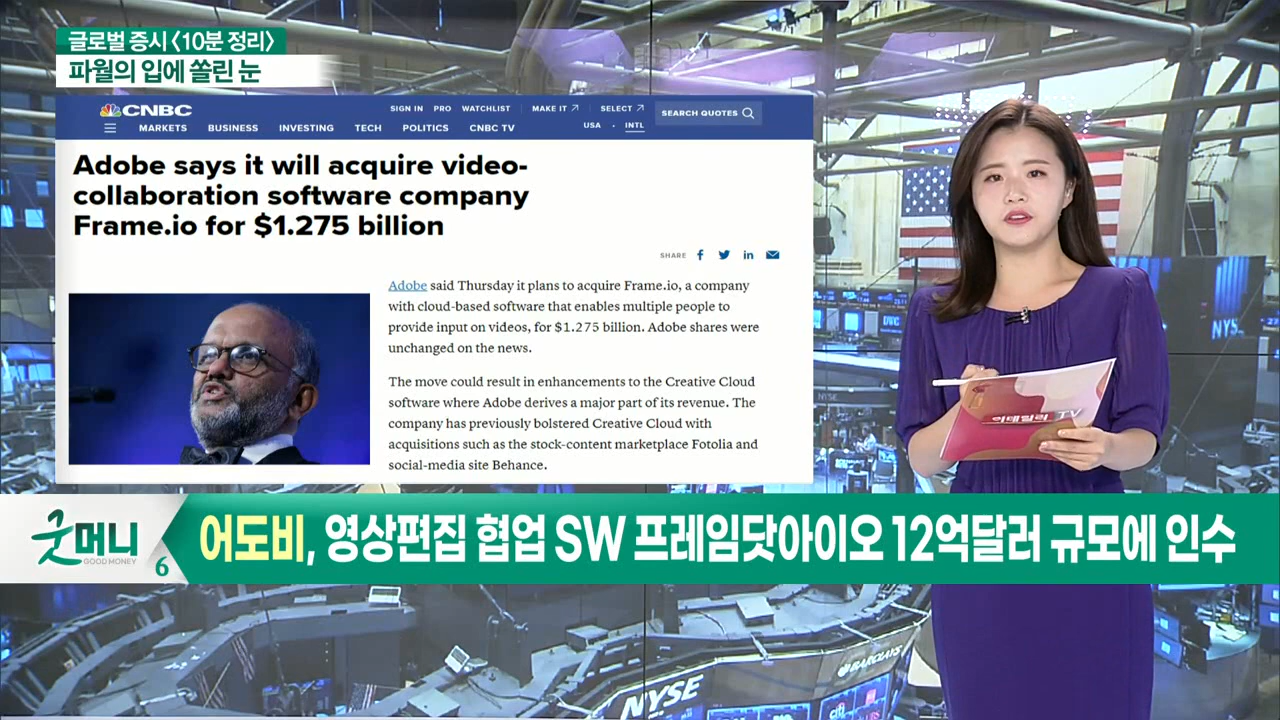 글로벌 증시 <10분 정리>
파월의 입에 쏠린 눈
CNBC
SIGN IN PRO WATCHLIST MAKE IT SELECT SEARCH QUOTES
MARKETS BUSINESS INVESTING TECH POLITICS CNBC TV USA · INTL
Adobe says it will acquire video-
collaboration software company
Frame.io for $1.275 billion
SHARE
Adobe said Thursday it plans to acquire Frame.io, a company
with cloud-based software that enables multiple people to
provide input on videos, for $1.275 billion. Adobe shares were
unchanged on the news.
The move could result in enhancements to the Creative Cloud
software where Adobe derives a major part of its revenue. The
company has previously bolstered Creative Cloud with
acquisitions such as the stock-content marketplace Fotolia and
social-media site Behance.
이데일리 TV
NYS
굿머니
GOOD MONEY
6
어도비, 영상편집 협업 SW 프레임닷아이오 12억달러 규모에 인수
BARCLAYS
NYSE
citi